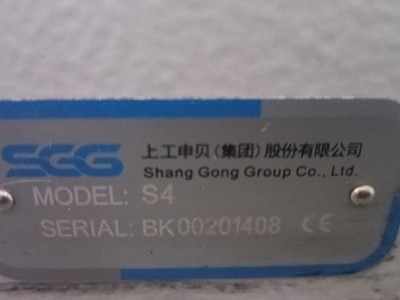 SGG
上工申贝(集团)股份有限公司
Shang Gong Group Co., Ltd.
MODEL: S4
SERIAL: BK00201408 CE